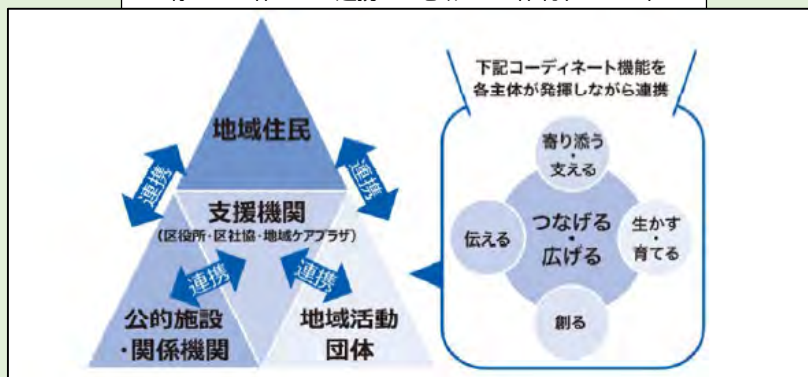 地域住民
連携
連携
支援機関
(区役所・区社協・地域ケアプラザ)
連携
連携
公的施設
・関係機関
地域活動
団体
下記コーディネート機能を
各主体が発揮しながら連携
寄り添う
・
支える
伝える
つなげる
・
広げる
生かす
・
育てる
創る